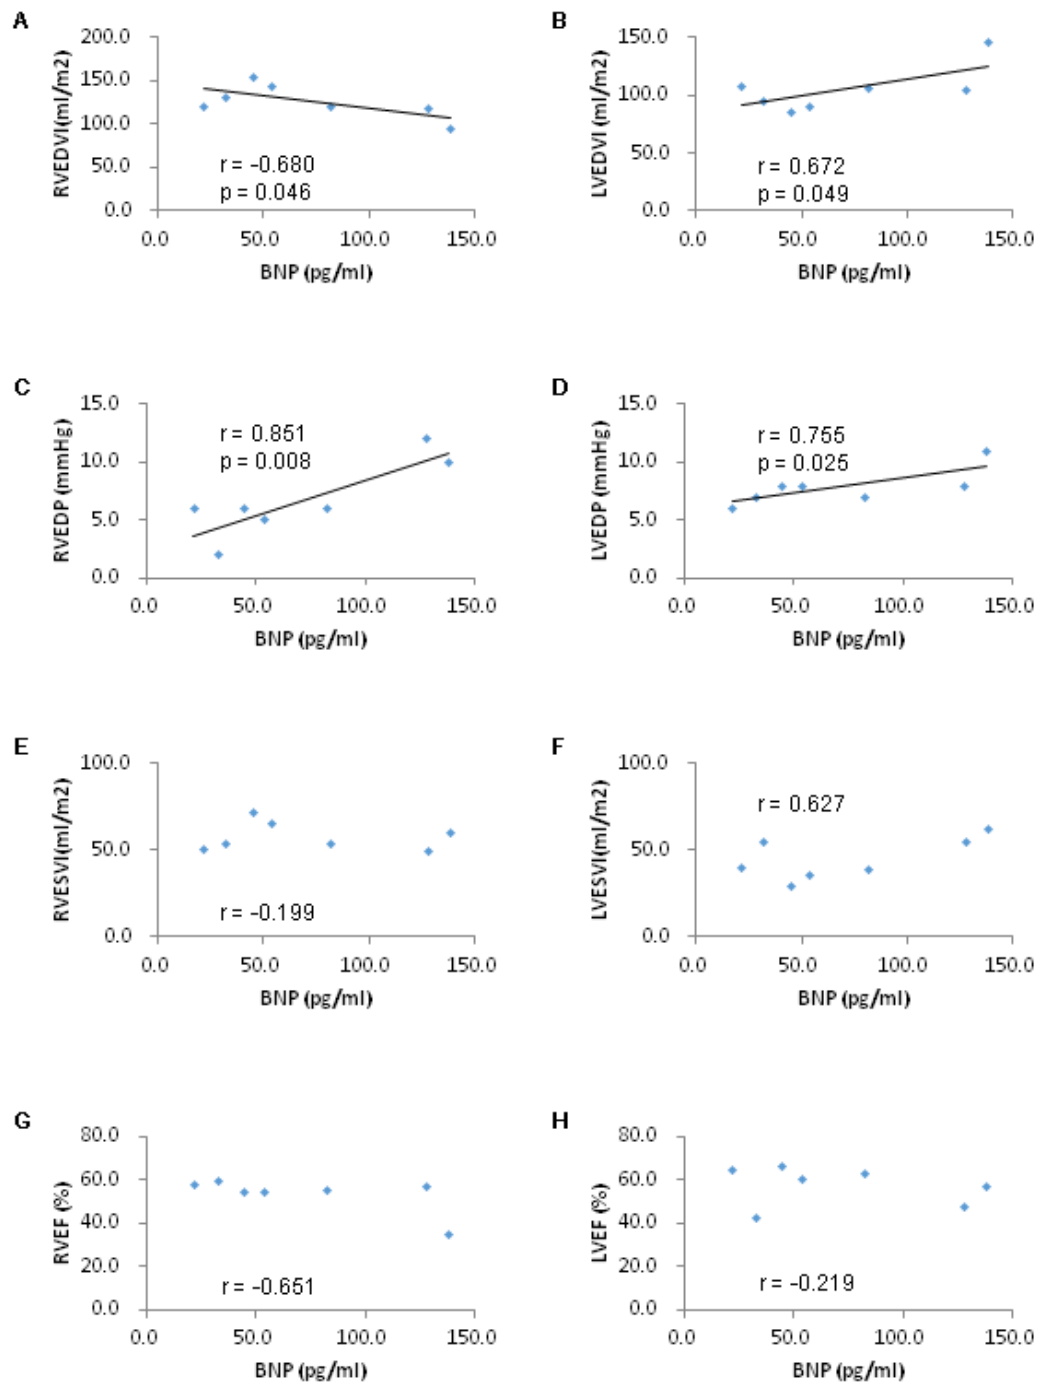 A
B
RVEDVI(ml/m2)
200.0
150.0
100.0
50.0
0.0
r = -0.680
p = 0.046
0.0 50.0 100.0 150.0
BNP (pg/ml)
LVEDVI (ml/m2)
150.0
100.0
50.0
0.0
r = 0.672
p = 0.049
0.0 50.0 100.0 150.0
BNP (pg/ml)
C
D
RVEDP (mmHg)
15.0
10.0
5.0
0.0
r = 0.851
p = 0.008
0.0 50.0 100.0 150.0
BNP (pg/ml)
LVEDP (mmHg)
15.0
10.0
5.0
0.0
r = 0.755
p = 0.025
0.0 50.0 100.0 150.0
BNP (pg/ml)
E
F
RVESVI(ml/m2)
100.0
50.0
0.0
r = -0.199
0.0 50.0 100.0 150.0
BNP (pg/ml)
LVESVI(ml/m2)
100.0
50.0
0.0
r = 0.627
0.0 50.0 100.0 150.0
BNP (pg/ml)
G
H
RVEF (%)
80.0
60.0
40.0
20.0
0.0
r = -0.651
0.0 50.0 100.0 150.0
BNP (pg/ml)
LVEF (%)
80.0
60.0
40.0
20.0
0.0
r = -0.219
0.0 50.0 100.0 150.0
BNP (pg/ml)